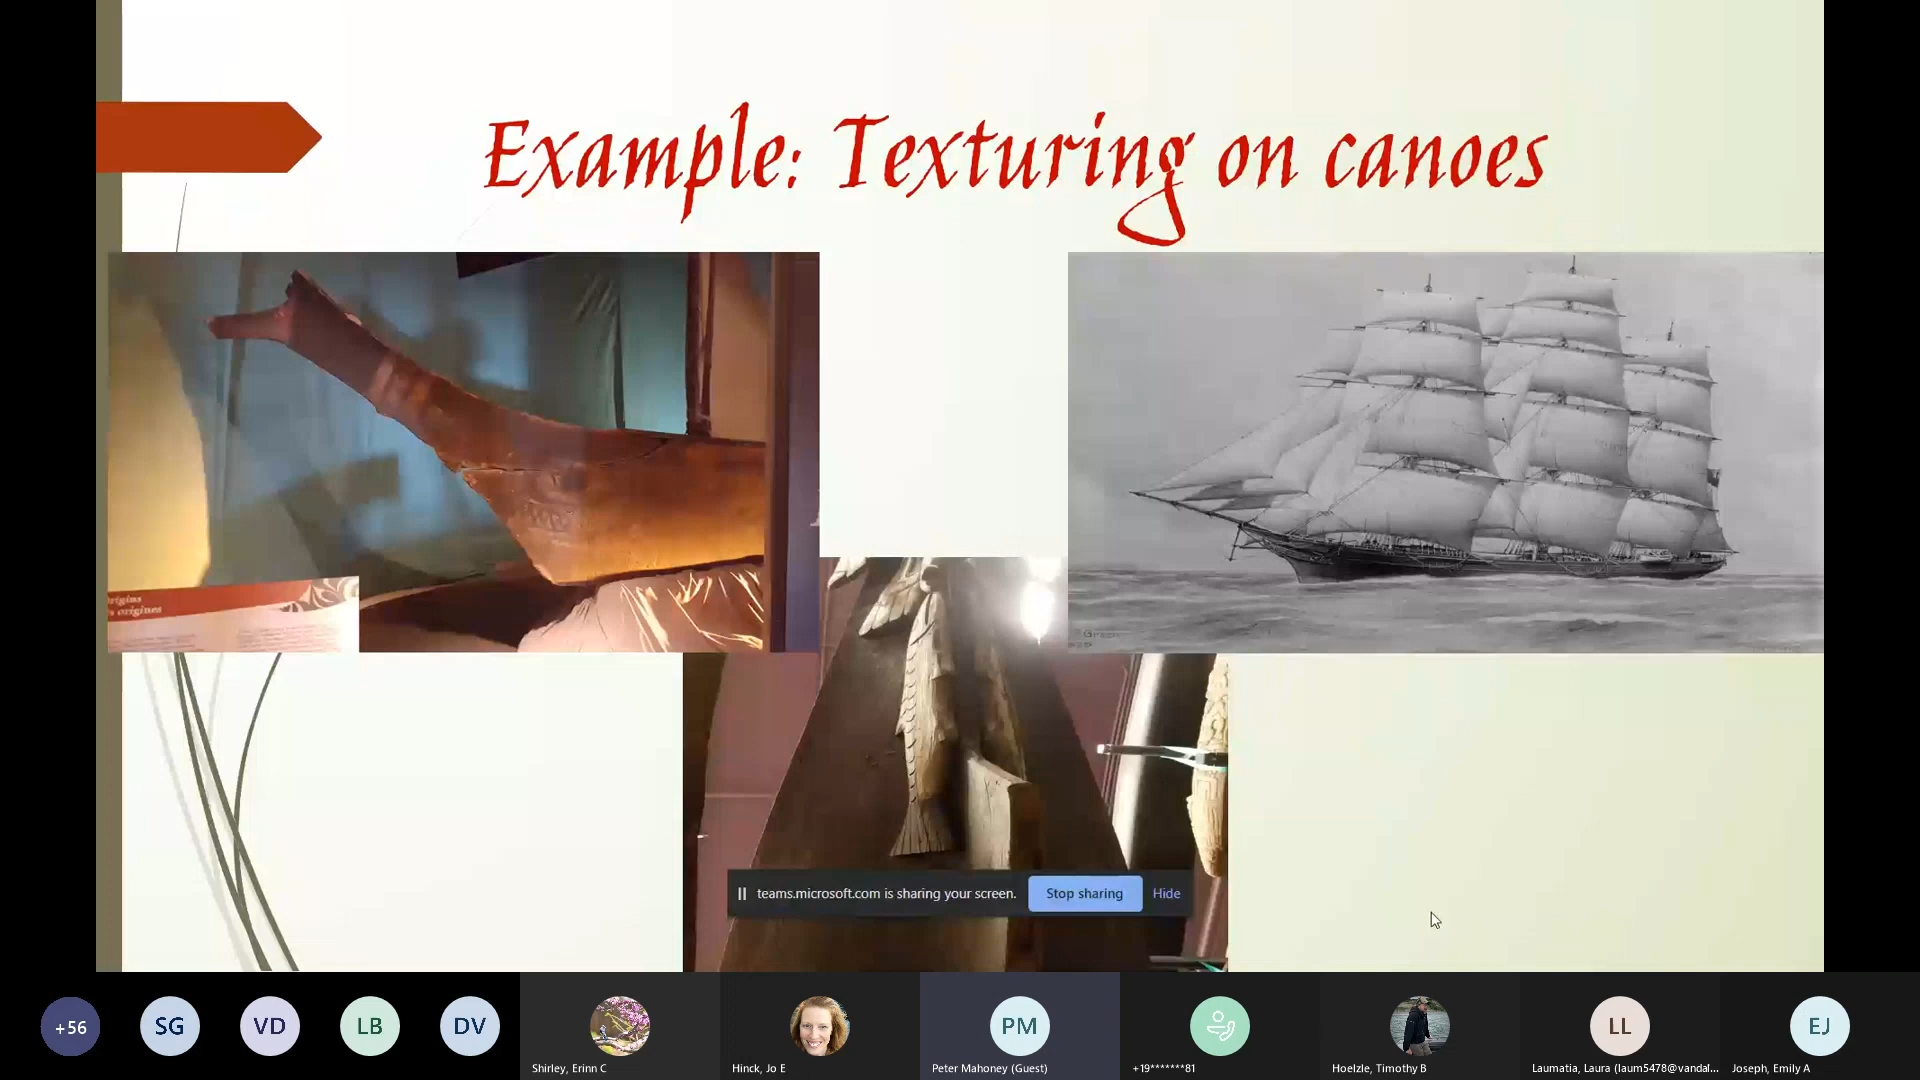 Example: Texturing on canoes
origines
teams.microsoft.com is sharing your screen.
Stop sharing
Hide
+56
SG
VD
LB
DV
PM
LL
EJ
Shirley, Erinn C
Hinck, Jo E
Peter Mahoney (Guest)
+19*******81
Hoelzle, Timothy B
Laumatia, Laura (laum5478@vandal...
Joseph, Emily A